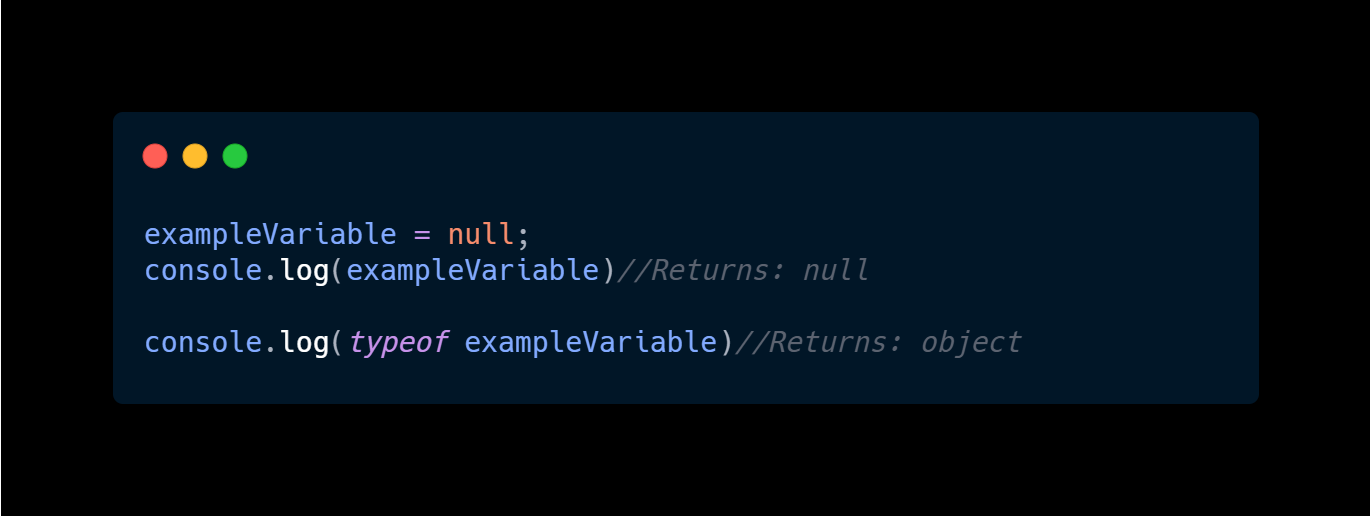 exampleVariable = null;
console.log(exampleVariable)//Returns: null
console.log(typeof exampleVariable)//Returns: object